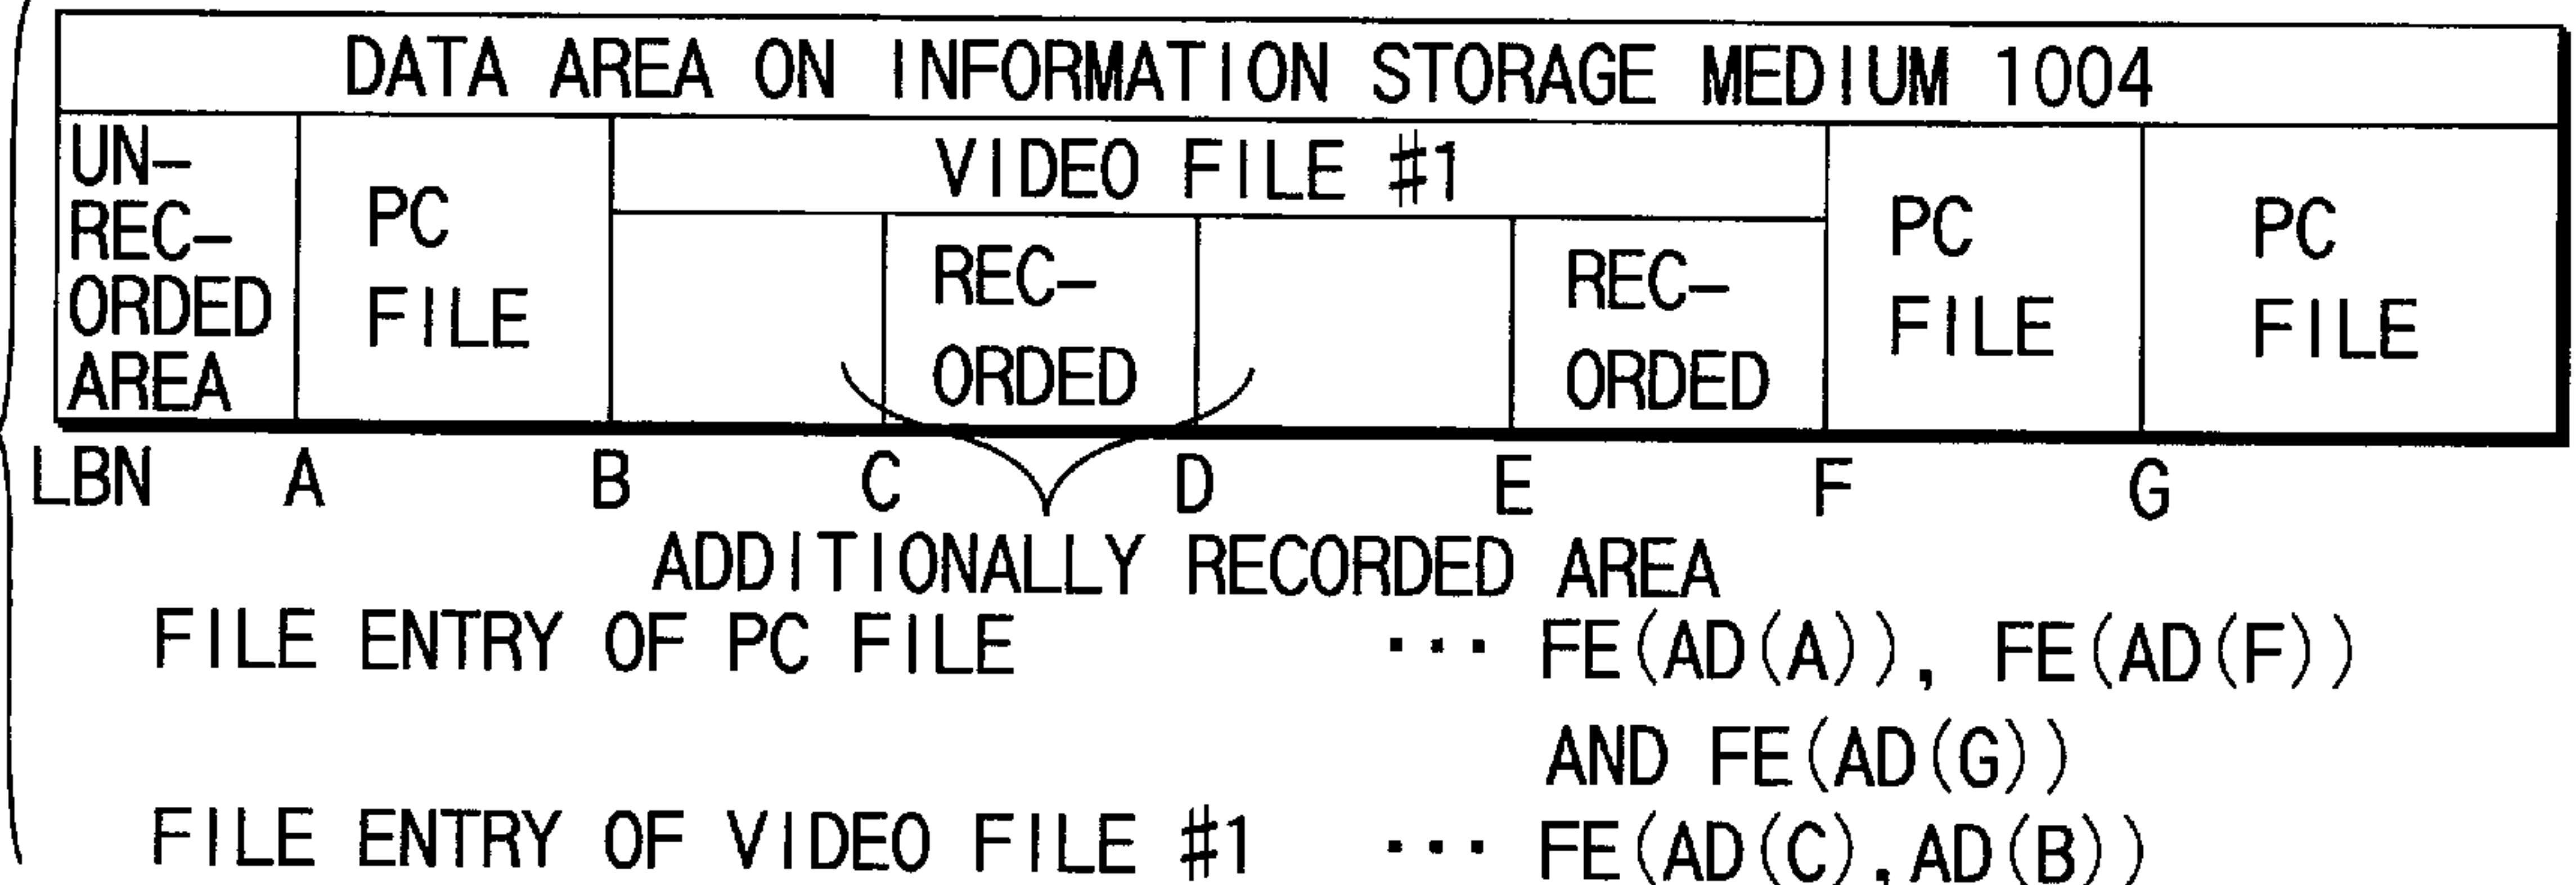 DATA AREA ON INFORMATION STORAGE MEDIUM 1004
UN-
REC-
ORDED
AREA
PC
FILE
VIDEO FILE #1
REC-
ORDED
REC-
ORDED
PC
FILE
PC
FILE
LBN A B C D E F G
ADDITIONALLY RECORDED AREA
FILE ENTRY OF PC FILE ... FE(AD(A)), FE(AD(F))
AND FE(AD(G))
FILE ENTRY OF VIDEO FILE #1 ... FE(AD(C),AD(B))